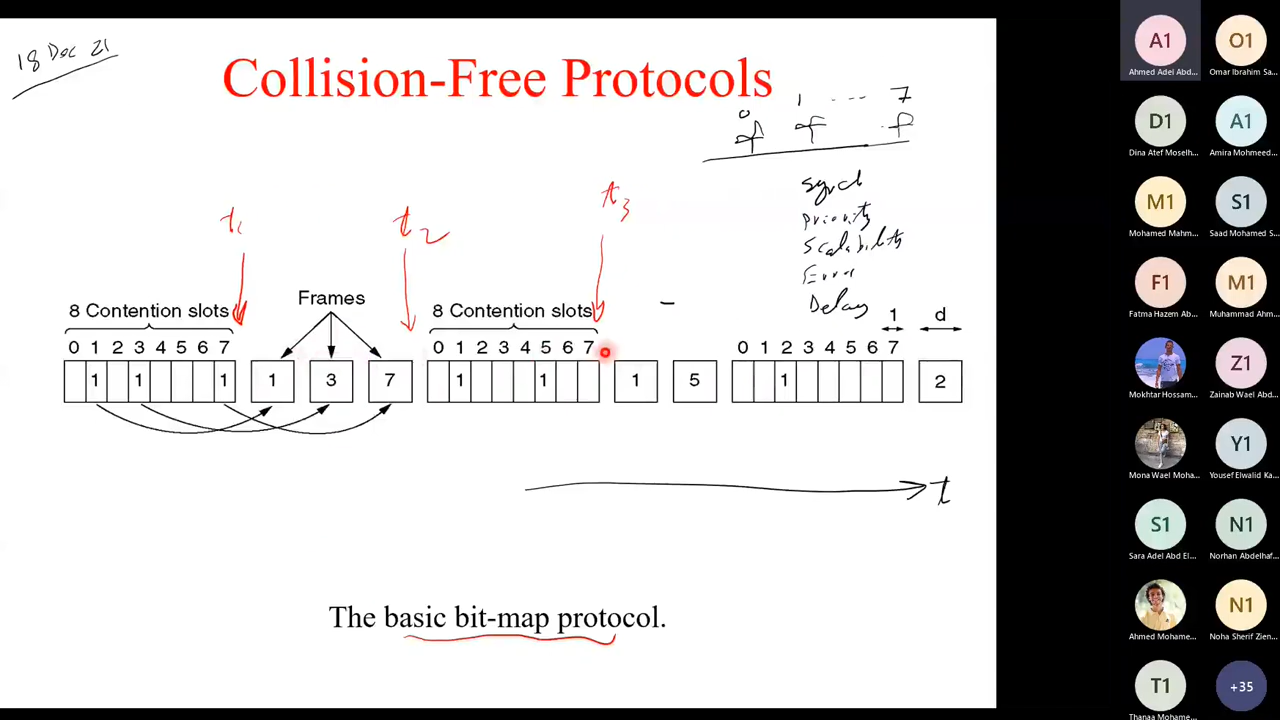 18 Dec 21
Collision-Free Protocols
0 1 ---- 7
synch
priority
Scalability
Error
Delay
t1 t2 t3
8 Contention slots Frames 8 Contention slots 1 d
0 1 2 3 4 5 6 7 0 1 2 3 4 5 6 7 0 1 2 3 4 5 6 7
1 1 1 1 3 7 1 1 1 5 1 2
t
The basic bit-map protocol.
A1
Ahmed Adel Abd...
O1
Omar Ibrahim Sa...
D1
Dina Atef Moselh...
A1
Amira Mohmeed...
M1
Mohamed Mahm...
S1
Saad Mohamed S...
F1
Fatma Hazem Ab...
M1
Muhammad Ahm...
Mokhtar Hossam...
Z1
Zainab Wael Abd...
Mona Wael Moha...
Y1
Yousef Elwalid Ka...
S1
Sara Adel Abd El...
N1
Norhan Abdelhaf...
Ahmed Mohame...
N1
Noha Sherif Zien...
T1
Thanaa Mohame...
+35